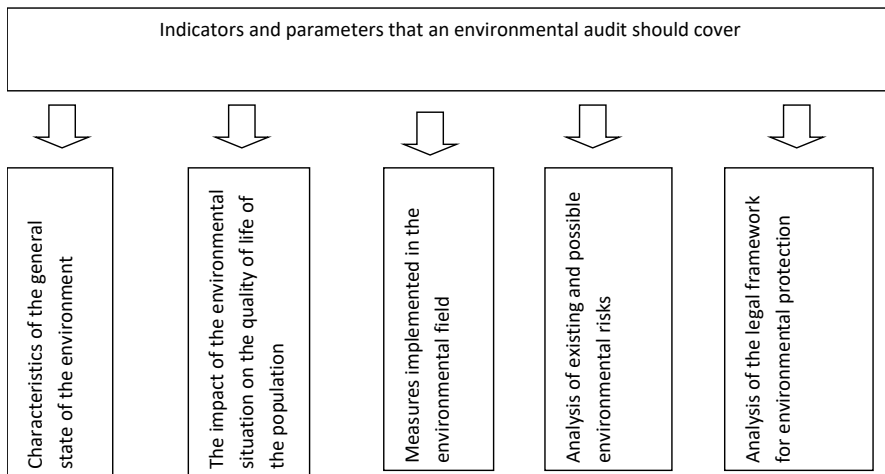 Indicators and parameters that an environmental audit should cover
Characteristics of the general
state of the environment
The impact of the environmental
situation on the quality of life of
the population
Measures implemented in the
environmental field
Analysis of existing and possible
environmental risks
Analysis of the legal framework
for environmental protection